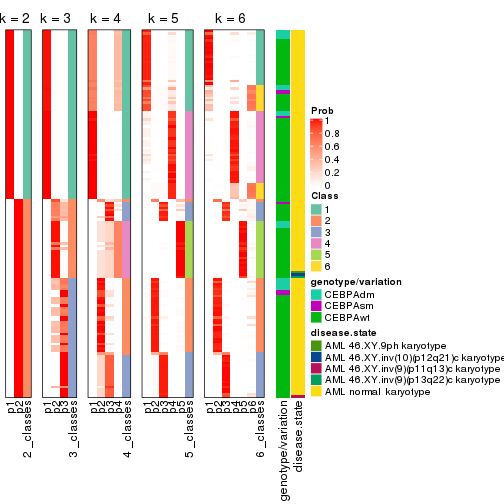 k = 2
k = 3
k = 4
k = 5
k = 6
Prob
1
0.8
0.6
0.4
0.2
0
Class
1
2
3
4
5
6
genotype/variation
CEBPAdm
CEBPAsm
CEBPAwt
disease.state
AML 46.XY.9ph karyotype
AML 46.XY.inv(10)(p12q21)c karyotype
AML 46.XY.inv(9)(p11q13)c karyotype
AML 46.XY.inv(9)(p13q22)c karyotype
AML normal karyotype
p1
p2
2_classes
p1
p2
p3
3_classes
p1
p2
p3
p4
4_classes
p1
p2
p3
p4
p5
5_classes
p1
p2
p3
p4
p5
p6
6_classes
genotype/variation
disease.state